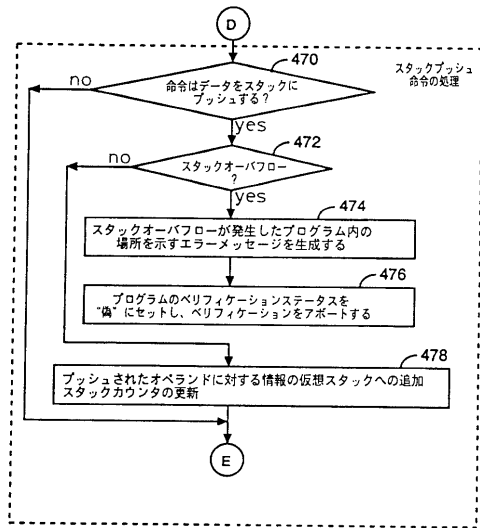 D
470
スタックプッシュ
命令の処理
no
命令はデータをスタックに
プッシュする?
yes
472
no
スタックオーバフロー
?
yes
474
スタックオーバフローが発生したプログラム内の
場所を示すエラーメッセージを生成する
476
プログラムのベリフィケーションステータスを
"偽"にセットし、ベリフィケーションをアボートする
478
プッシュされたオペランドに対する情報の仮想スタックへの追加
スタックカウンタの更新
E